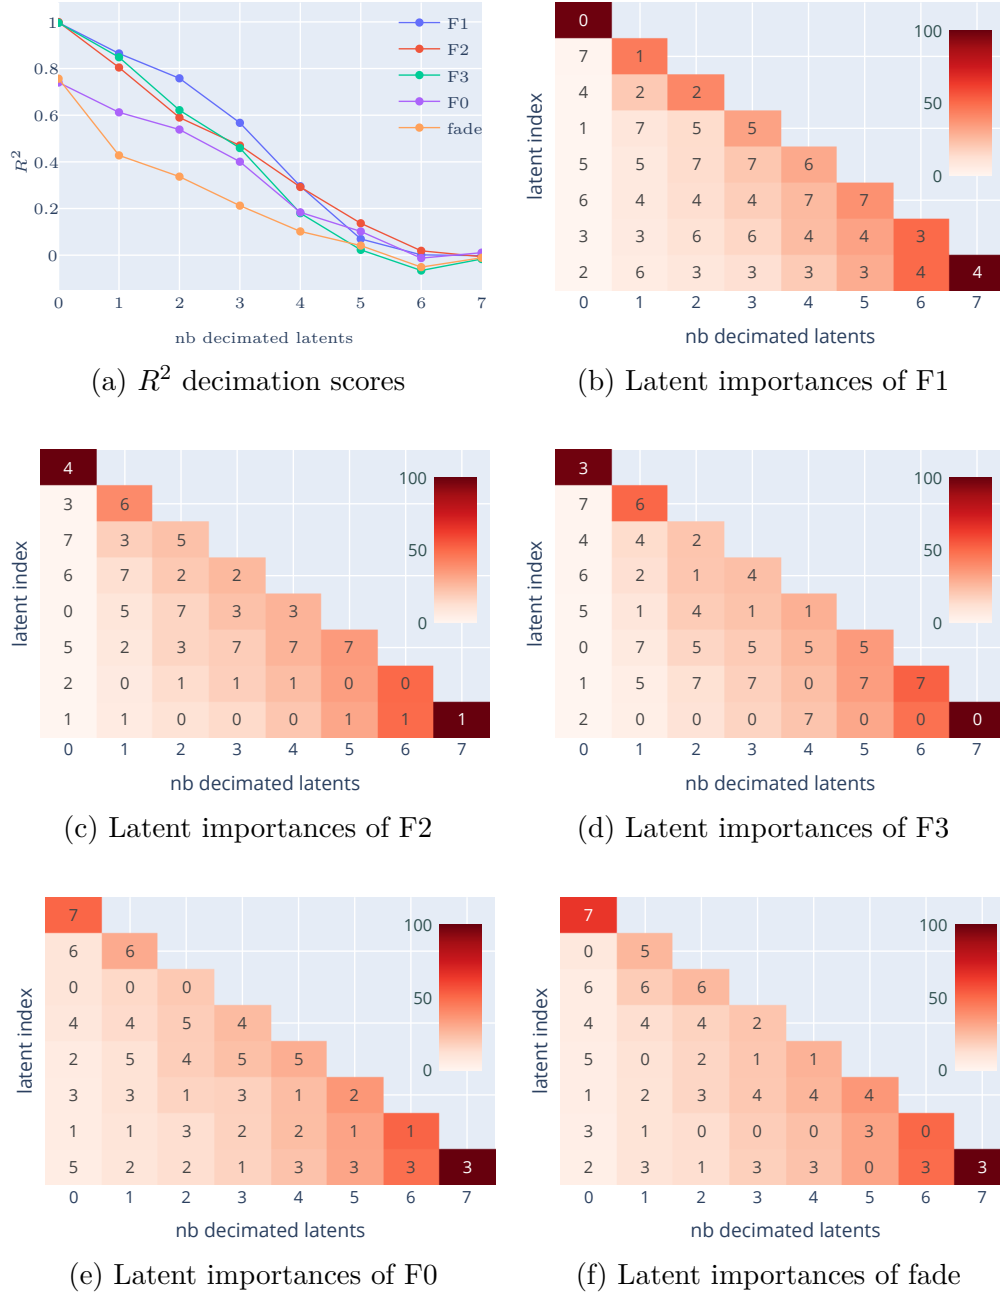 1
0.8
0.6
0.4
0.2
0
R²
F1
F2
F3
F0
fade
0 1 2 3 4 5 6 7
nb decimated latents
(a) R² decimation scores
latent index
0
7 1
4 2 2
1 7 5 5
5 5 7 7 6
6 4 4 4 7 7
3 3 6 6 4 4 3
2 6 3 3 3 3 4 4
0 1 2 3 4 5 6 7
100
50
0
nb decimated latents
(b) Latent importances of F1
latent index
4
3 6
7 3 5
6 7 2 2
0 5 7 3 3
5 2 3 7 7 7
2 0 1 1 1 0 0
1 1 0 0 0 1 1 1
0 1 2 3 4 5 6 7
100
50
0
nb decimated latents
(c) Latent importances of F2
latent index
3
7 6
4 4 2
6 2 1 4
5 1 4 1 1
0 7 5 5 5 5
1 5 7 7 0 7 7
2 0 0 0 7 0 0 0
0 1 2 3 4 5 6 7
100
50
0
nb decimated latents
(d) Latent importances of F3
latent index
7
6 6
0 0 0
4 4 5 4
2 5 4 5 5
3 3 1 3 1 2
1 1 3 2 2 1 1
5 2 2 1 3 3 3 3
0 1 2 3 4 5 6 7
100
50
0
nb decimated latents
(e) Latent importances of F0
latent index
7
0 5
6 6 6
4 4 4 2
5 0 2 1 1
1 2 3 4 4 4
3 1 0 0 0 3 0
2 3 1 3 3 0 3 3
0 1 2 3 4 5 6 7
100
50
0
nb decimated latents
(f) Latent importances of fade